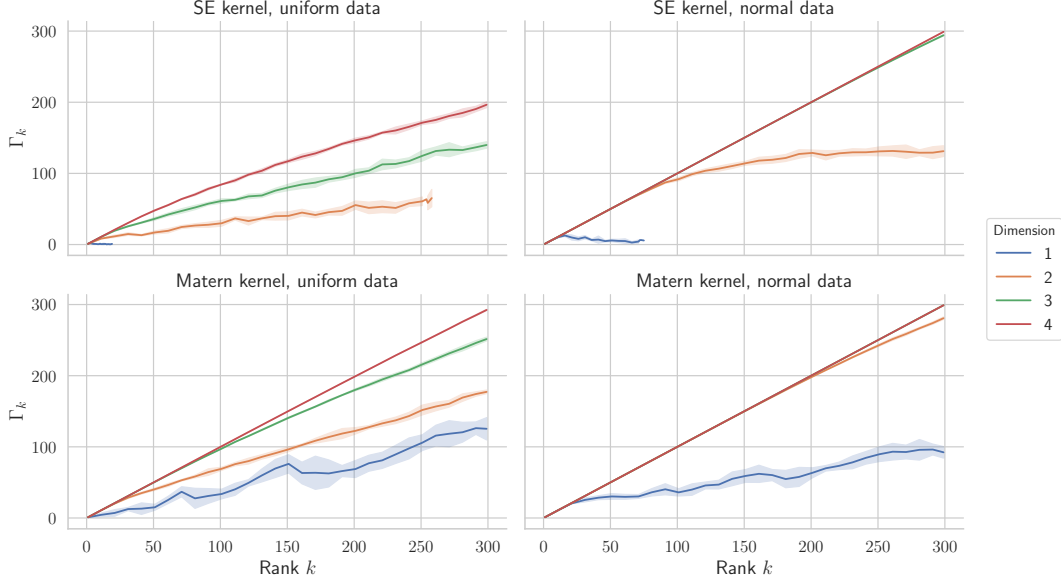 SE kernel, uniform data
SE kernel, normal data
300
200
100
0
Γₖ
Matern kernel, uniform data
Matern kernel, normal data
300
200
100
0
Γₖ
0 50 100 150 200 250 300
0 50 100 150 200 250 300
Rank k
Rank k
Dimension
1
2
3
4